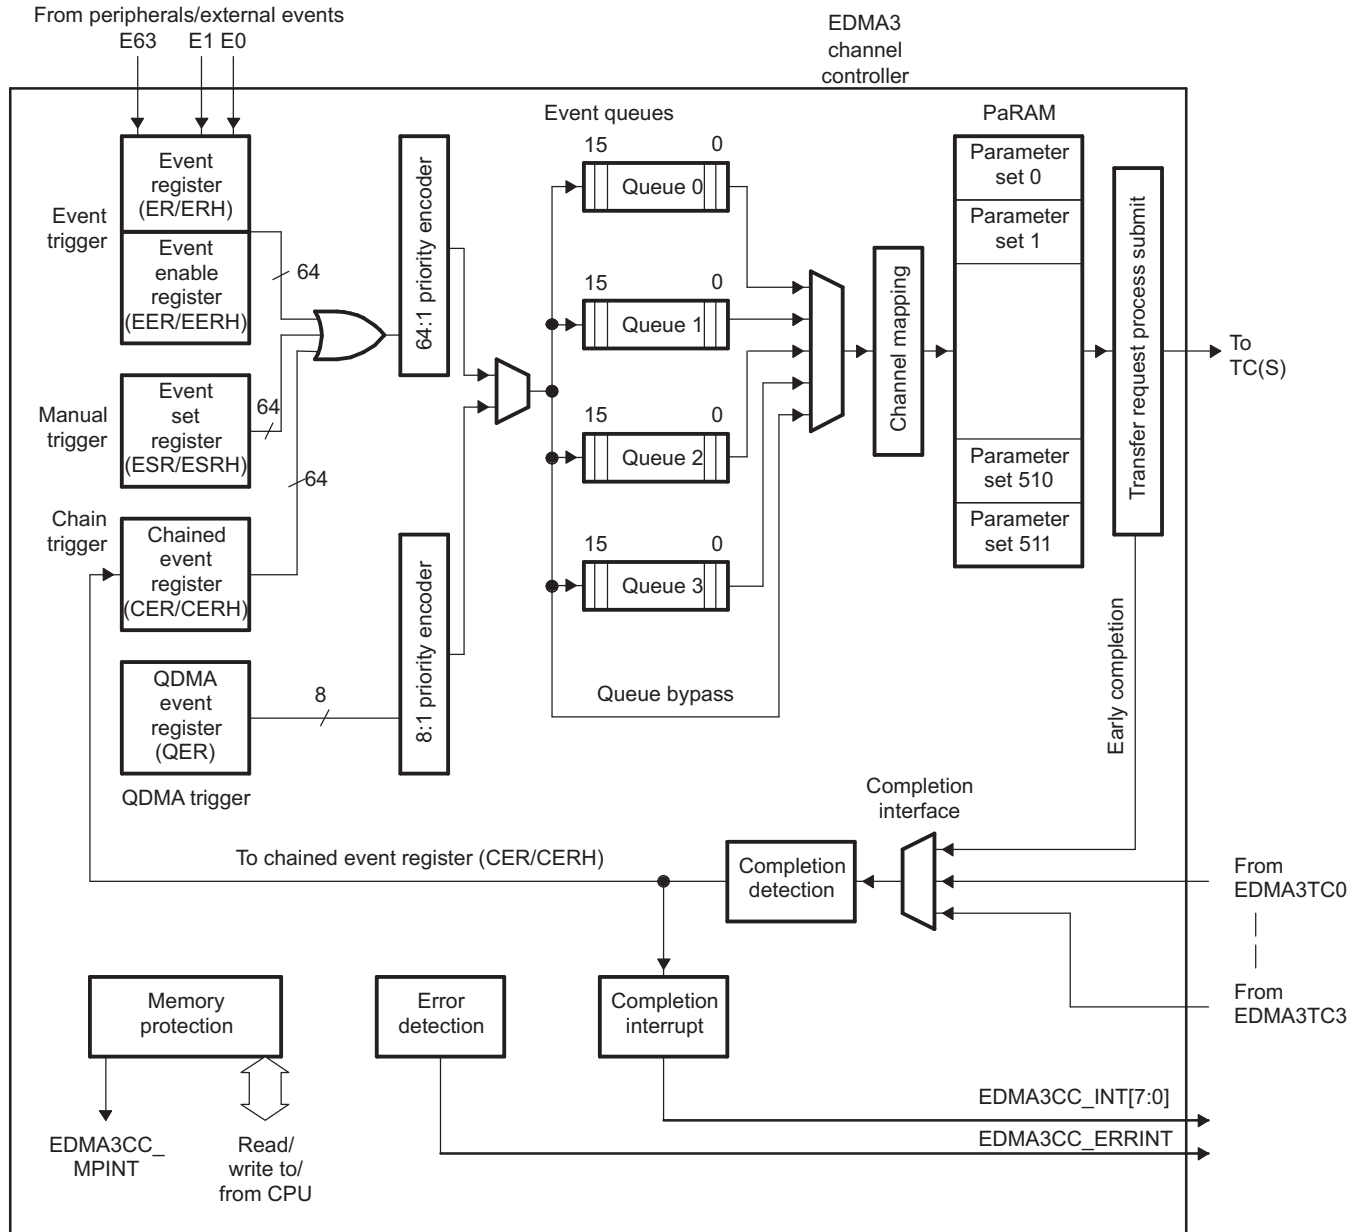 From peripherals/external events
E63
E1 E0
EDMA3
channel
controller
Event
register
(ER/ERH)
Event
trigger
Event
enable
register
(EER/EERH)
64
Manual
trigger
Event
set
register
(ESR/ESRH)
64
64
Chain
trigger
Chained
event
register
(CER/CERH)
QDMA
event
register
(QER)
8
QDMA trigger
64:1 priority encoder
8:1 priority encoder
Event queues
15 0
Queue 0
15 0
Queue 1
15 0
Queue 2
15 0
Queue 3
Queue bypass
Channel mapping
PaRAM
Parameter
set 0
Parameter
set 1
Parameter
set 510
Parameter
set 511
Transfer request process submit
To
TC(S)
Early completion
Completion
interface
To chained event register (CER/CERH)
Completion
detection
From
EDMA3TC0
From
EDMA3TC3
Memory
protection
Error
detection
Completion
interrupt
EDMA3CC_INT[7:0]
EDMA3CC_ERRINT
EDMA3CC_
MPINT
Read/
write to/
from CPU